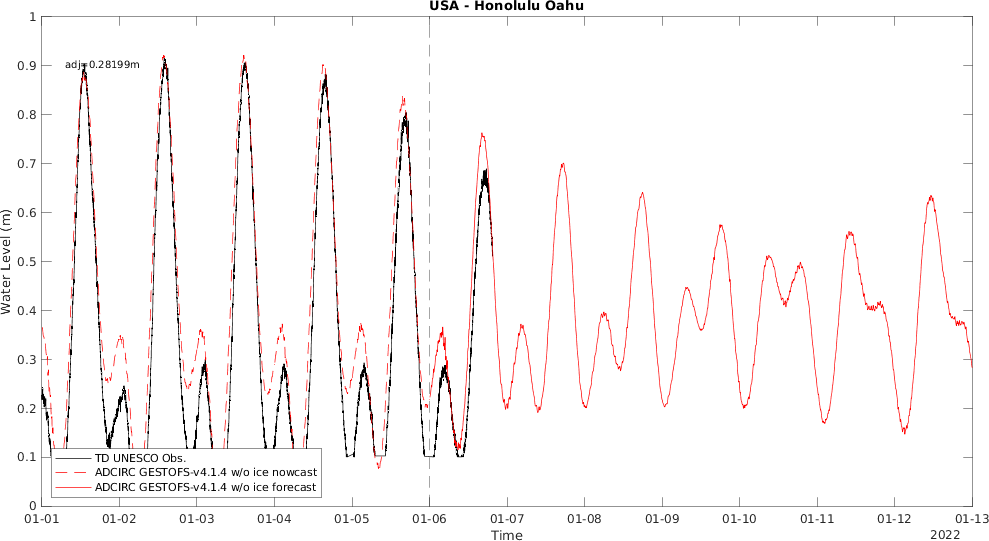 USA - Honolulu Oahu
adj=0.28199m
Water Level (m)
1
0.9
0.8
0.7
0.6
0.5
0.4
0.3
0.2
0.1
0
TD UNESCO Obs.
ADCIRC GESTOFS-v4.1.4 w/o ice nowcast
ADCIRC GESTOFS-v4.1.4 w/o ice forecast
01-01 01-02 01-03 01-04 01-05 01-06 01-07 01-08 01-09 01-10 01-11 01-12 01-13
Time
2022